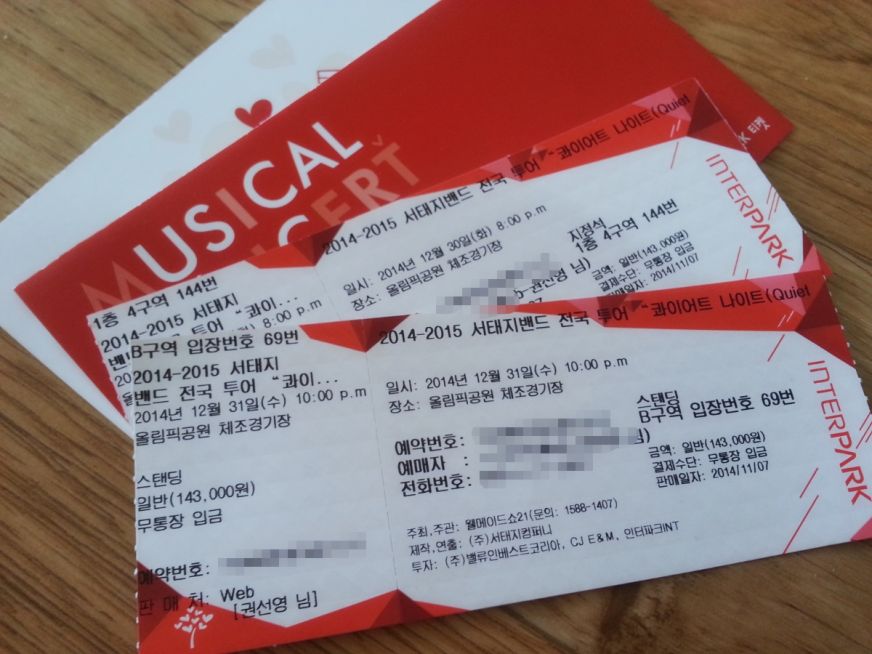 MUSICAL
CONCERT
티켓
2014-2015 서태지밴드 전국 투어 "콰이어트 나이트(Quiet
일시: 2014년 12월 30일(화) 8:00 p.m
장소: 올림픽공원 체조경기장
지정석
1층 4구역 144번
금액: 일반(143,000원)
결제수단: 무통장 입금
판매일자: 2014/11/07
INTERPARK
1층 4구역 144번
2014-2015 서태지
투어 "콰이...
8:00 p.m
2014-2015 서태지밴드 전국 투어 "콰이어트 나이트(Quiet
일시: 2014년 12월 31일(수) 10:00 p.m
장소: 올림픽공원 체조경기장
스탠딩
B구역 입장번호 69번
예약번호:
예매자 :
전화번호:
님)
금액: 일반(143,000원)
결제수단: 무통장 입금
판매일자: 2014/11/07
주최,주관: 웰메이드쇼21(문의: 1588-1407)
제작,연출: (주)서태지컴퍼니
투자: (주)밸류인베스트코리아, CJ E&M, 인터파크INT
INTERPARK
B구역 입장번호 69번
2014-2015 서태지
밴드 전국 투어 "콰이...
2014년 12월 31일(수) 10:00 p.m
올림픽공원 체조경기장
스탠딩
일반(143,000원)
무통장 입금
예약번호:
판 매 처: Web
[권선영 님]